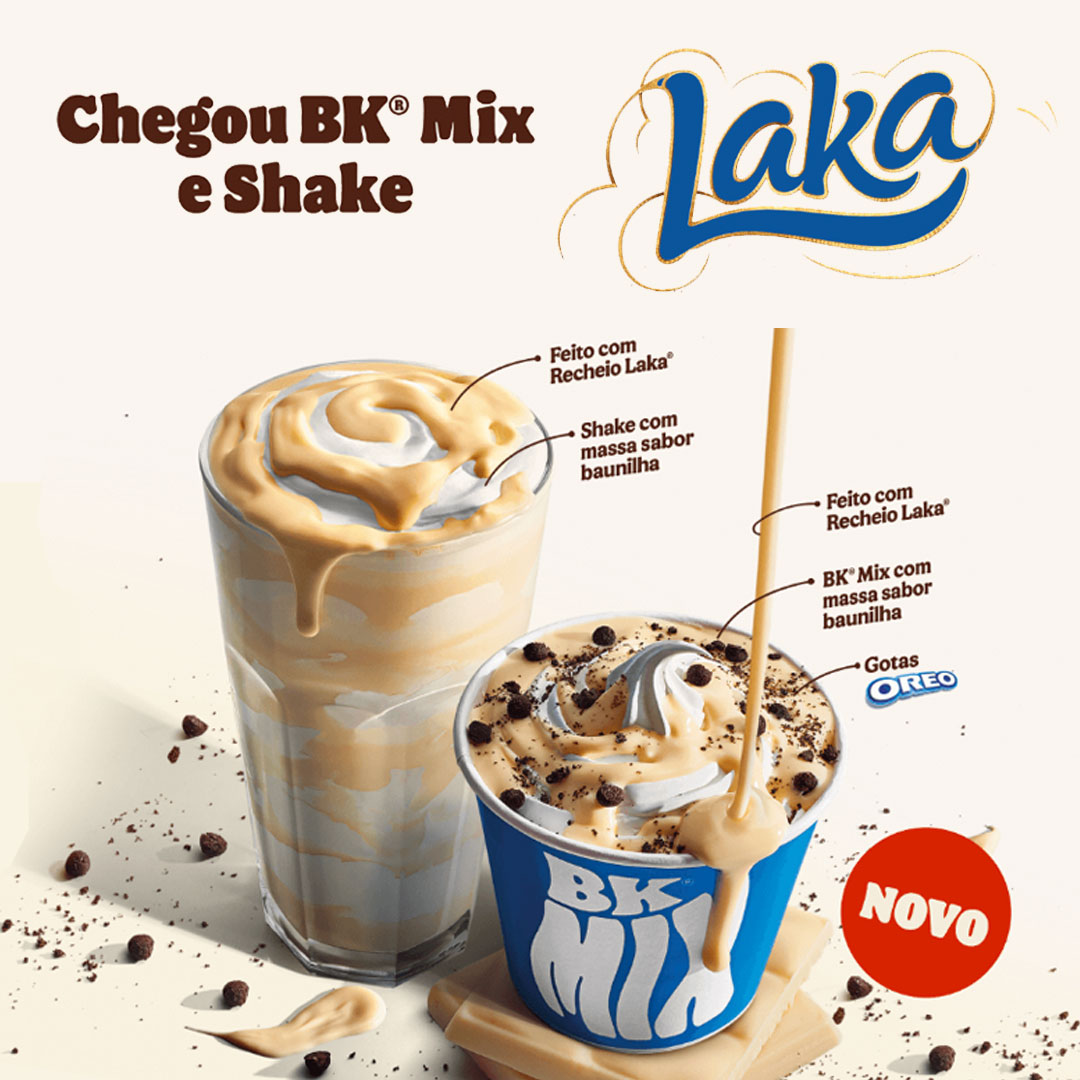 Chegou BK® Mix
e Shake
Laka
Feito com
Recheio Laka®
Shake com
massa sabor
baunilha
Feito com
Recheio Laka®
BK® Mix com
massa sabor
baunilha
Gotas
OREO
BK®
MIX
NOVO